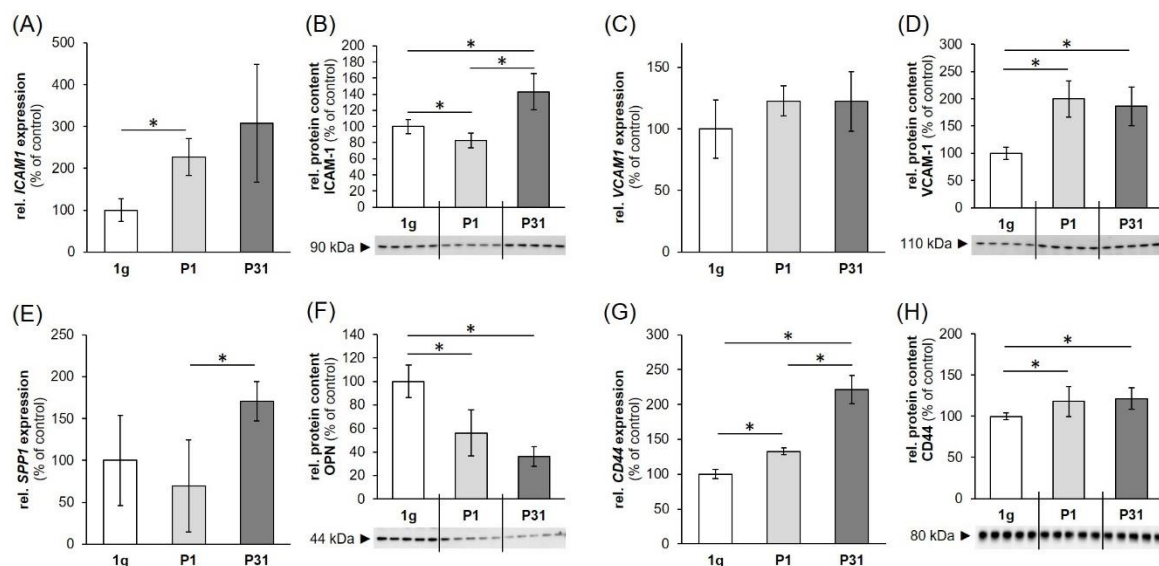 (A)
rel. ICAM1 expression
(% of control)
500
400
300
200
100
0
*
1g P1 P31
(B)
rel. protein content
ICAM-1 (% of control)
200
180
160
140
120
100
80
60
40
20
0
*
*
*
1g P1 P31
90 kDa ►
(C)
rel. VCAM1 expression
(% of control)
150
100
50
0
1g P1 P31
(D)
rel. protein content
VCAM-1 (% of control)
300
250
200
150
100
50
0
*
*
1g P1 P31
110 kDa ►
(E)
rel. SPP1 expression
(% of control)
250
200
150
100
50
0
*
1g P1 P31
(F)
rel. protein content
OPN (% of control)
140
120
100
80
60
40
20
0
*
*
1g P1 P31
44 kDa ►
(G)
rel. CD44 expression
(% of control)
300
250
200
150
100
50
0
*
*
*
1g P1 P31
(H)
rel. protein content
CD44 (% of control)
200
150
100
50
0
*
*
1g P1 P31
80 kDa ►